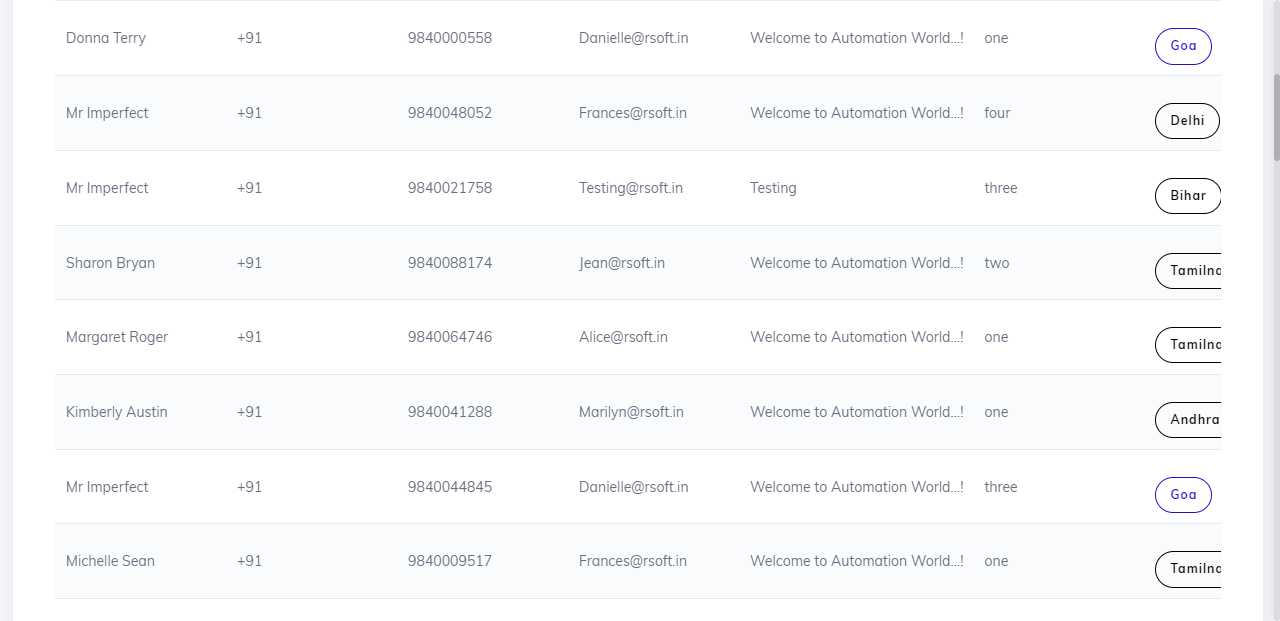 Donna Terry +91 9840000558 Danielle@rsoft.in Welcome to Automation World...! one Goa
Mr Imperfect +91 9840048052 Frances@rsoft.in Welcome to Automation World...! four Delhi
Mr Imperfect +91 9840021758 Testing@rsoft.in Testing three Bihar
Sharon Bryan +91 9840088174 Jean@rsoft.in Welcome to Automation World...! two Tamilna
Margaret Roger +91 9840064746 Alice@rsoft.in Welcome to Automation World...! one Tamilna
Kimberly Austin +91 9840041288 Marilyn@rsoft.in Welcome to Automation World...! one Andhra
Mr Imperfect +91 9840044845 Danielle@rsoft.in Welcome to Automation World...! three Goa
Michelle Sean +91 9840009517 Frances@rsoft.in Welcome to Automation World...! one Tamilna